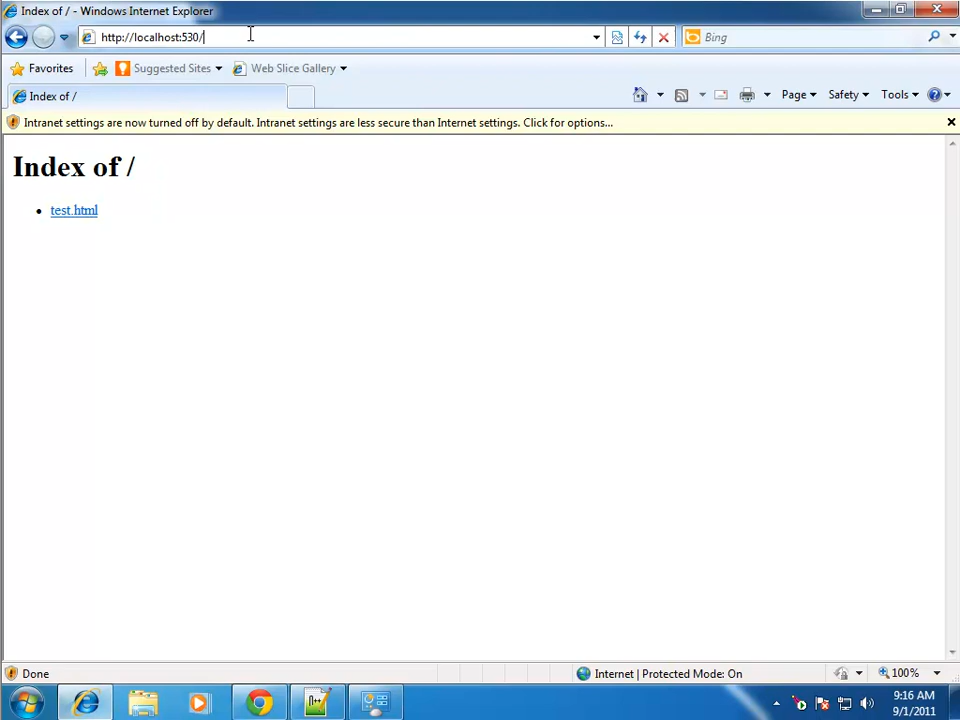 Index of / - Windows Internet Explorer
http://localhost:530/
Bing
Favorites
Suggested Sites
Web Slice Gallery
Index of /
Page
Safety
Tools
Intranet settings are now turned off by default. Intranet settings are less secure than Internet settings. Click for options...
Index of /
• test.html
Done
Internet | Protected Mode: On
100%
9:16 AM
9/1/2011